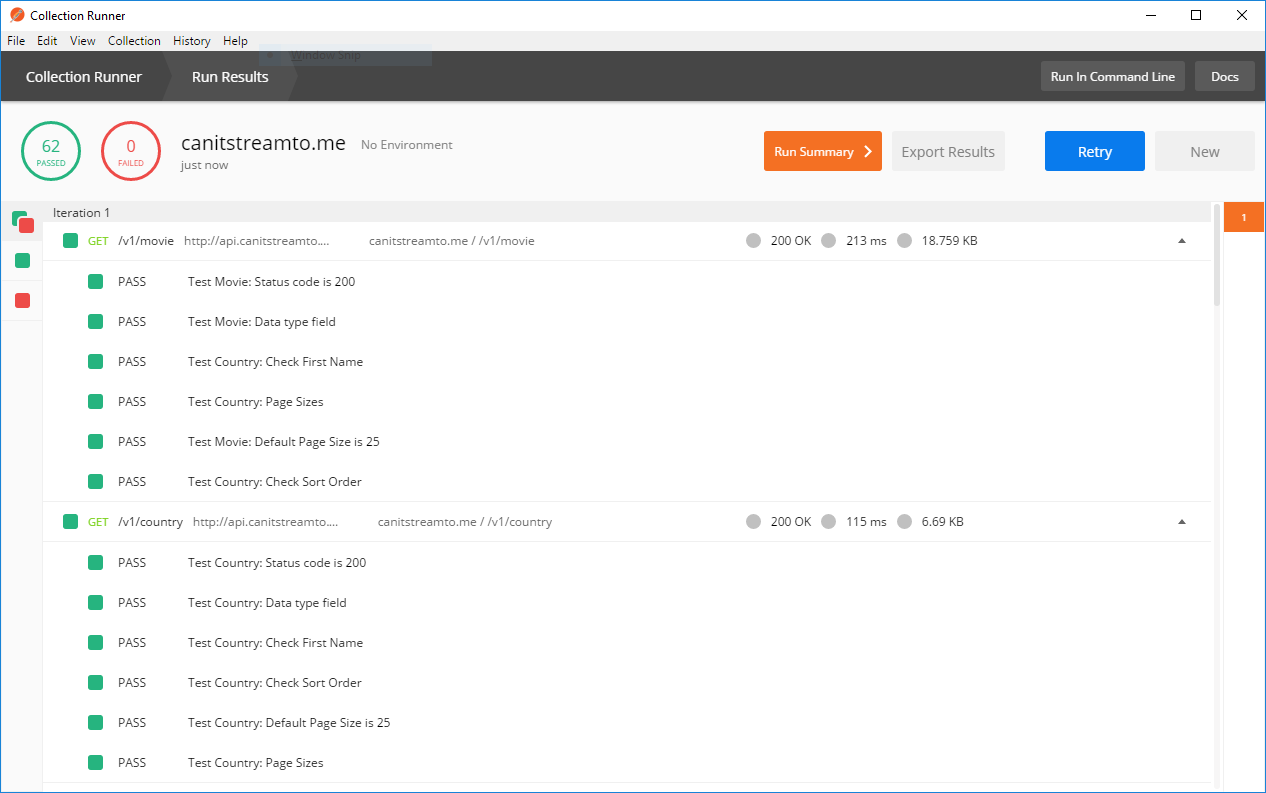 Collection Runner
File Edit View Collection History Help
Window Snip
Collection Runner Run Results Run In Command Line Docs
62 PASSED 0 FAILED canitstreamto.me No Environment Run Summary Export Results Retry New
just now
Iteration 1 1
GET /v1/movie http://api.canitstreamto.... canitstreamto.me / /v1/movie 200 OK 213 ms 18.759 KB
PASS Test Movie: Status code is 200
PASS Test Movie: Data type field
PASS Test Country: Check First Name
PASS Test Country: Page Sizes
PASS Test Movie: Default Page Size is 25
PASS Test Country: Check Sort Order
GET /v1/country http://api.canitstreamto.... canitstreamto.me / /v1/country 200 OK 115 ms 6.69 KB
PASS Test Country: Status code is 200
PASS Test Country: Data type field
PASS Test Country: Check First Name
PASS Test Country: Check Sort Order
PASS Test Country: Default Page Size is 25
PASS Test Country: Page Sizes